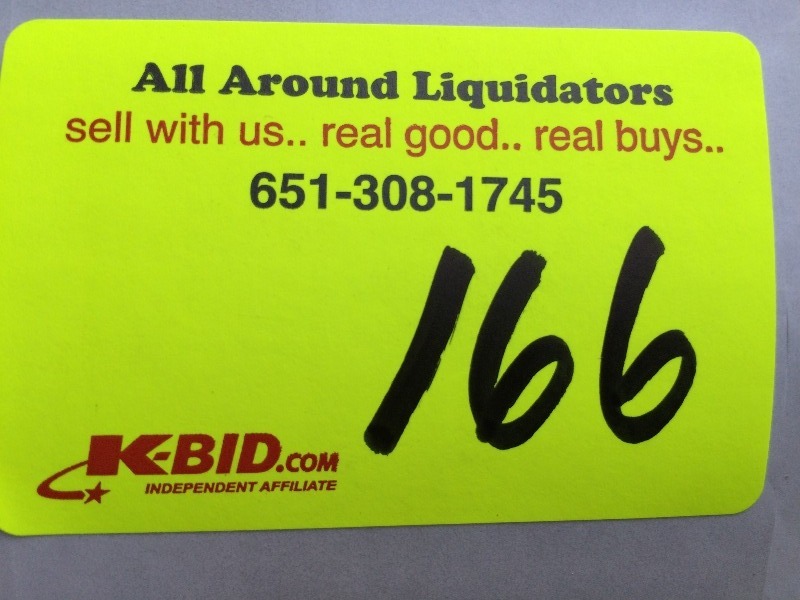 All Around Liquidators
sell with us.. real good.. real buys..
651-308-1745
166
K-BID.COM
INDEPENDENT AFFILIATE